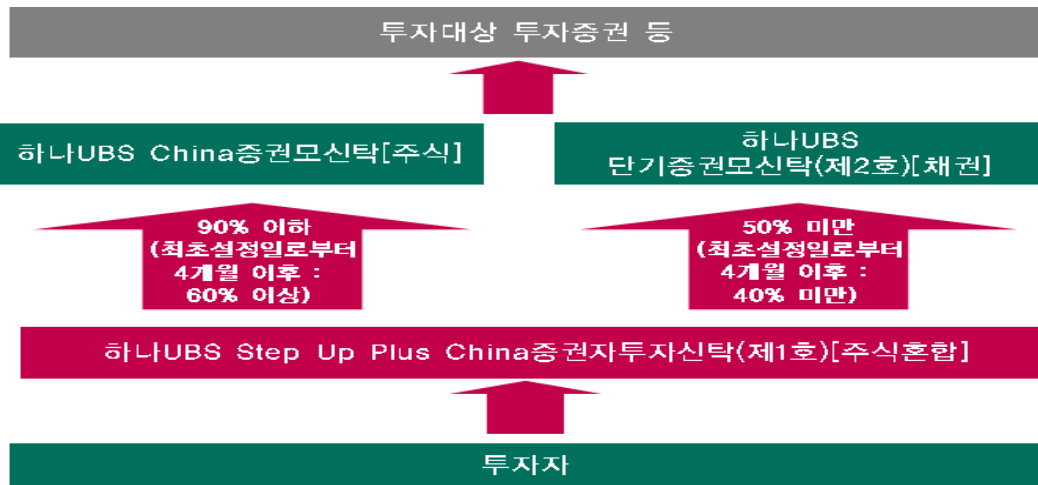 투자대상 투자증권 등
하나UBS China증권모신탁[주식]
하나UBS
단기증권모신탁(제2호)[채권]
90% 이하
(최초설정일로부터
4개월 이후 :
60% 이상)
50% 미만
(최초설정일로부터
4개월 이후 :
40% 미만)
하나UBS Step Up Plus China증권자투자신탁(제1호)[주식혼합]
투자자